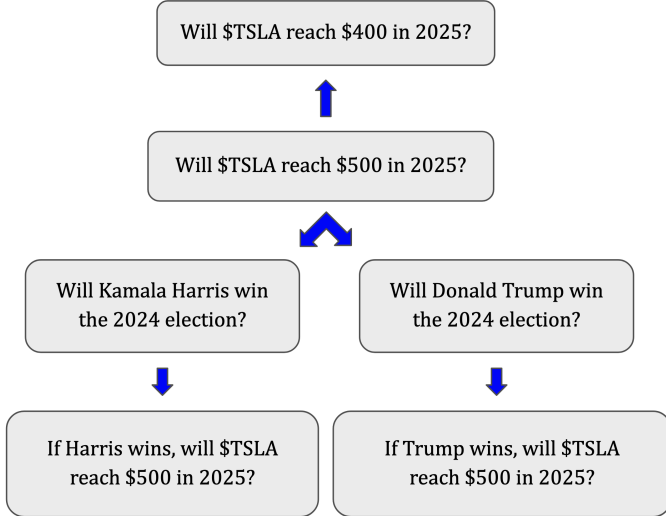 Will $TSLA reach $400 in 2025?
Will $TSLA reach $500 in 2025?
Will Kamala Harris win
the 2024 election?
Will Donald Trump win
the 2024 election?
If Harris wins, will $TSLA
reach $500 in 2025?
If Trump wins, will $TSLA
reach $500 in 2025?